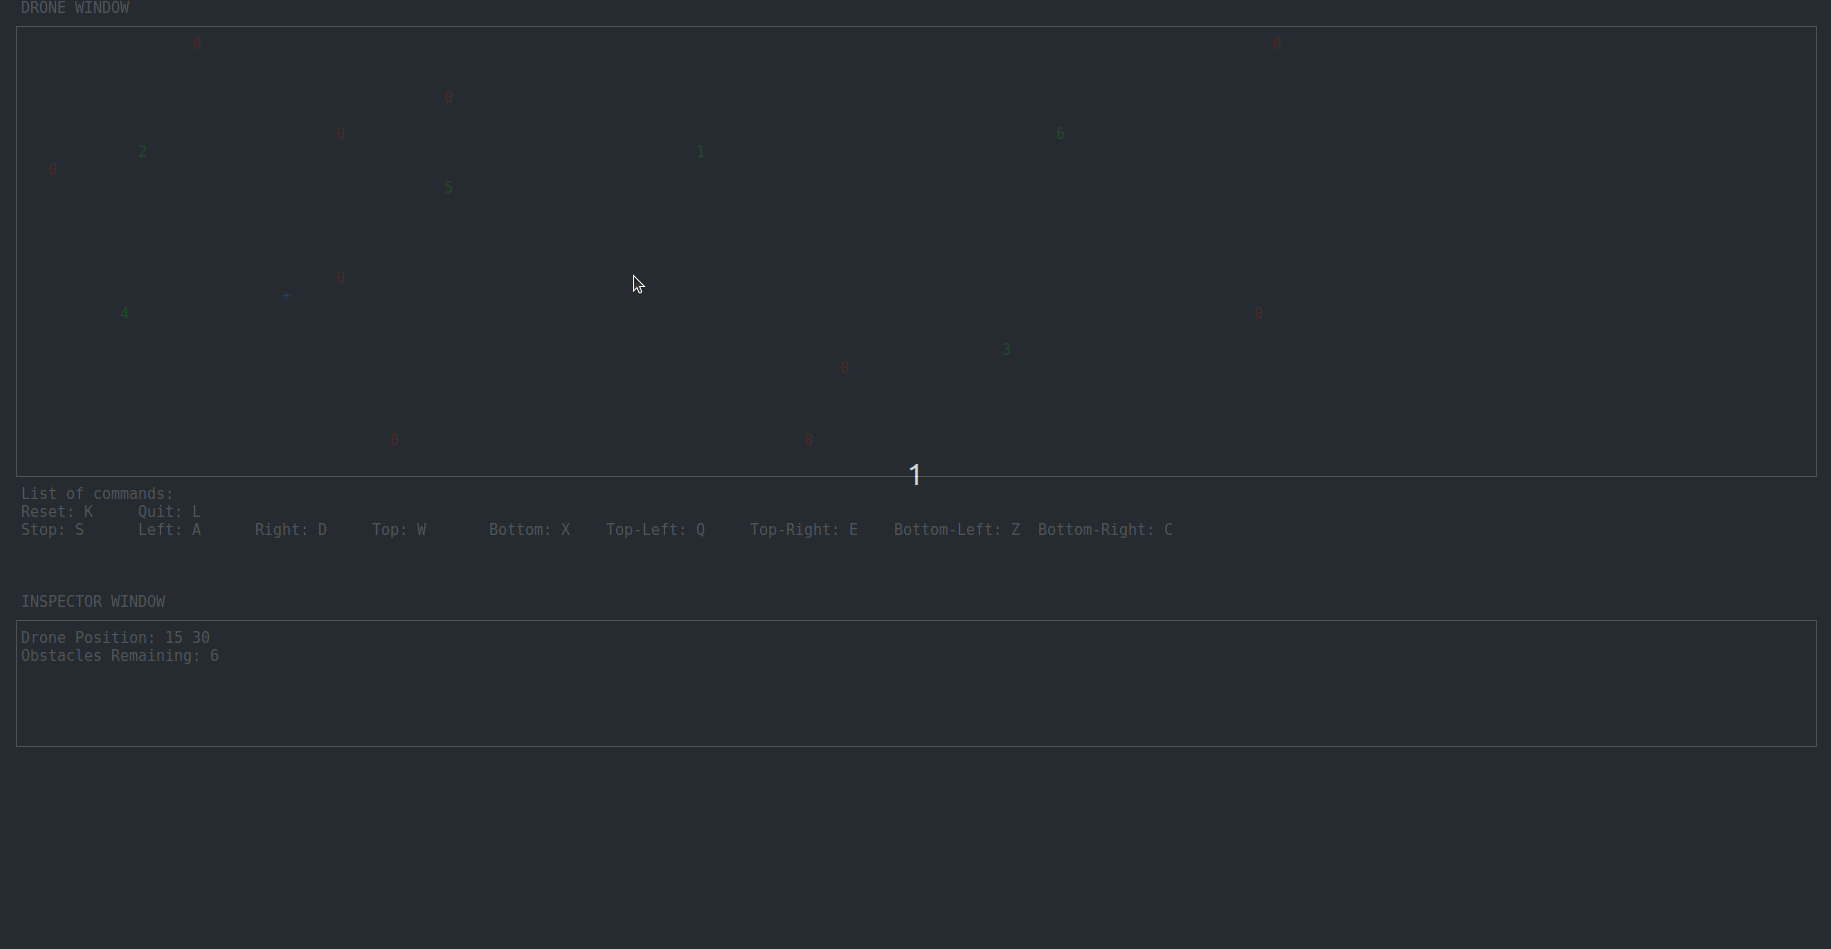 DRONE WINDOW
0 0
0
0 6
2 1
0
5
0
+
4 0
3
0
0 0
1
List of commands:
Reset: K Quit: L
Stop: S Left: A Right: D Top: W Bottom: X Top-Left: Q Top-Right: E Bottom-Left: Z Bottom-Right: C
INSPECTOR WINDOW
Drone Position: 15 30
Obstacles Remaining: 6